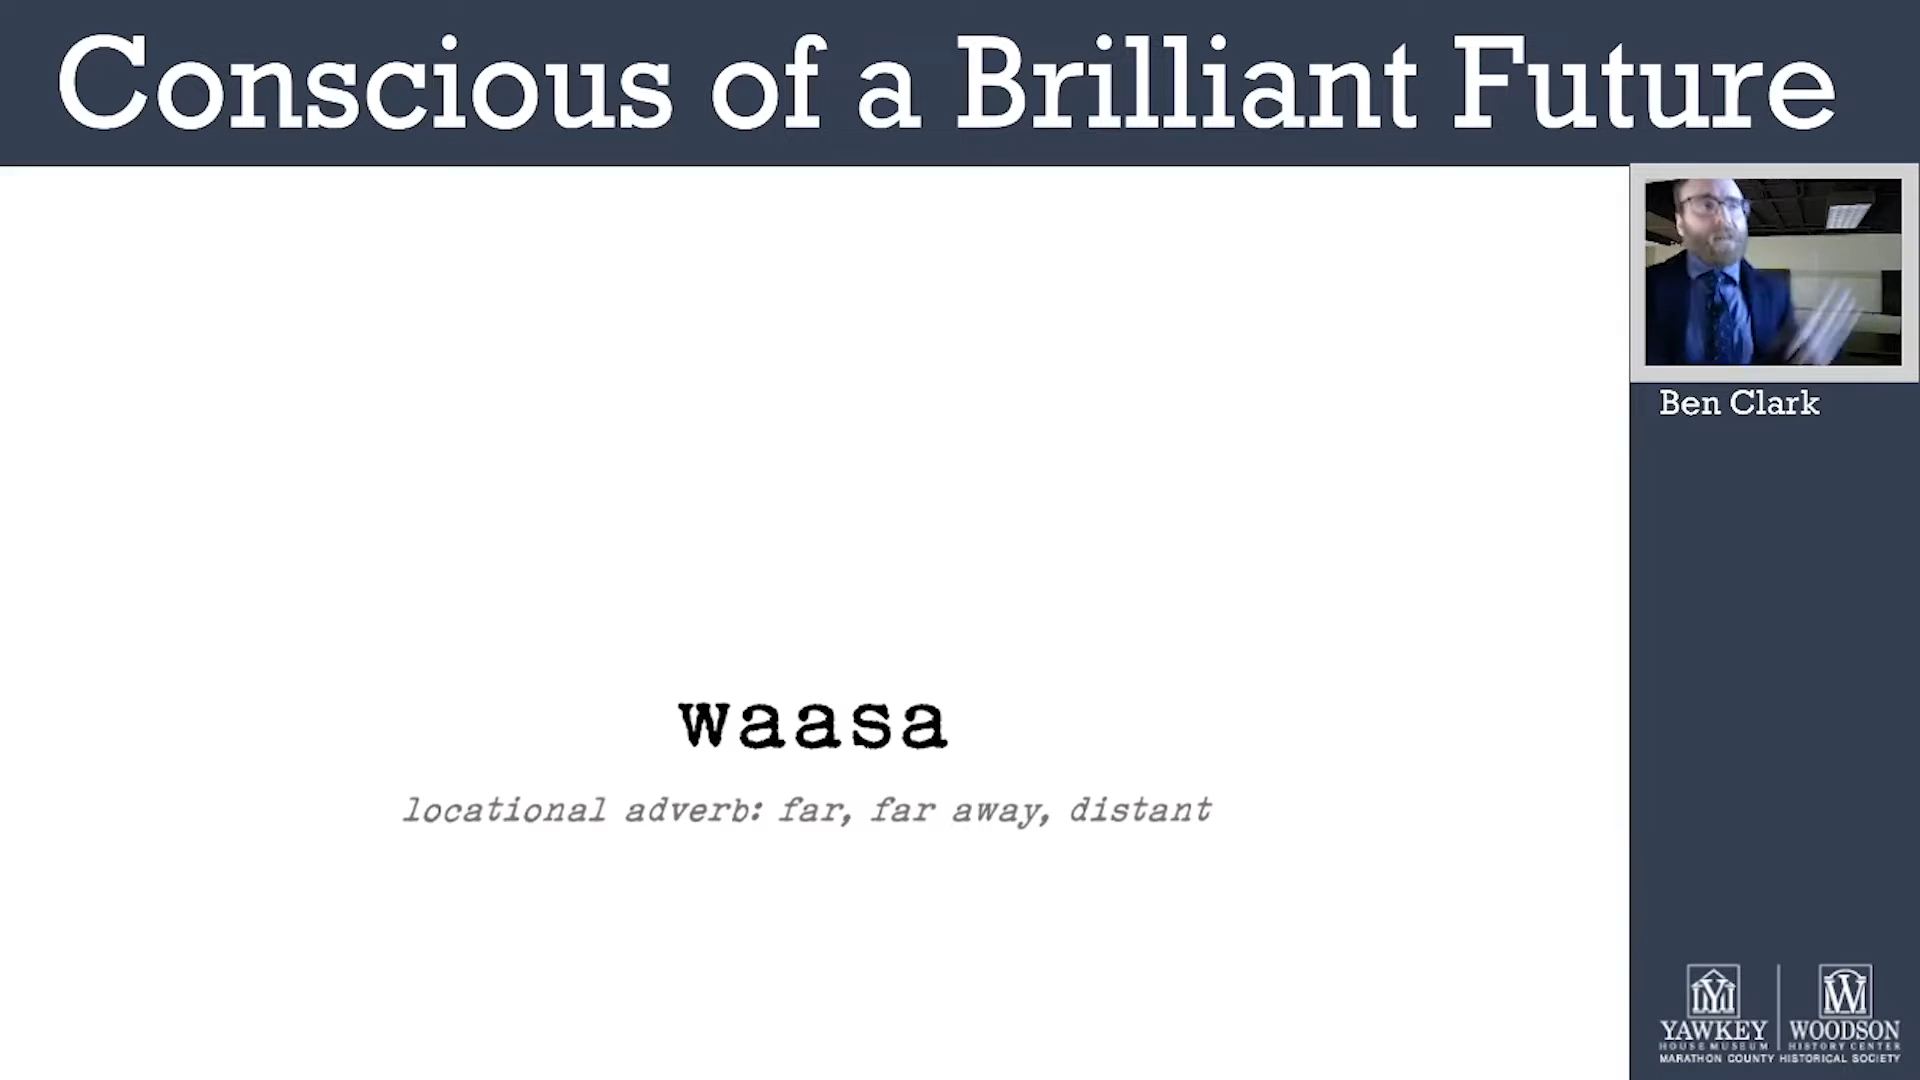 Conscious of a Brilliant Future
Ben Clark
waasa
locational adverb: far, far away, distant
YAWKEY
HOUSE MUSEUM
WOODSON
HISTORY CENTER
MARATHON COUNTY HISTORICAL SOCIETY